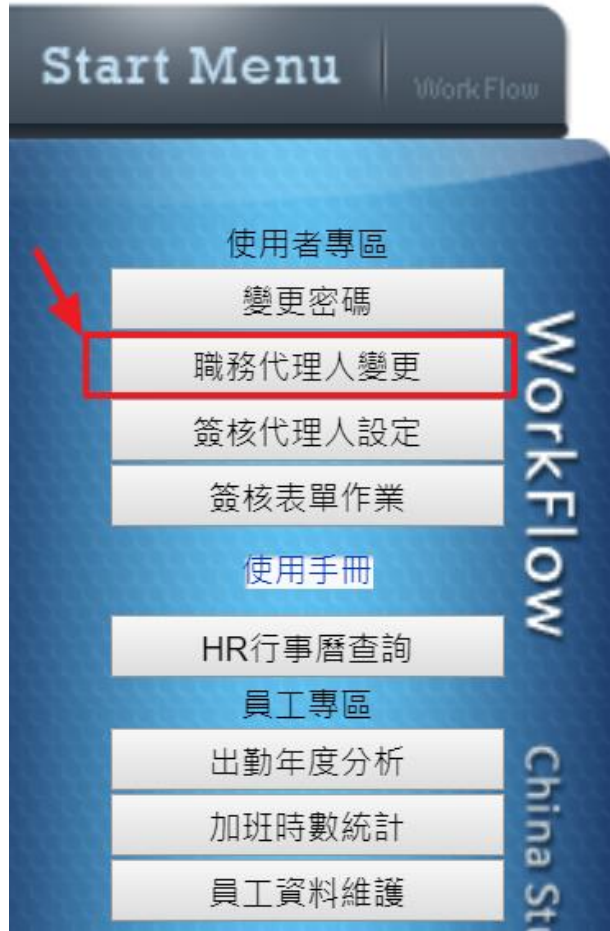 Start Menu
WorkFlow
使用者專區
變更密碼
職務代理人變更
簽核代理人設定
簽核表單作業
使用手冊
HR行事曆查詢
員工專區
出勤年度分析
加班時數統計
員工資料維護
WorkFlow
China